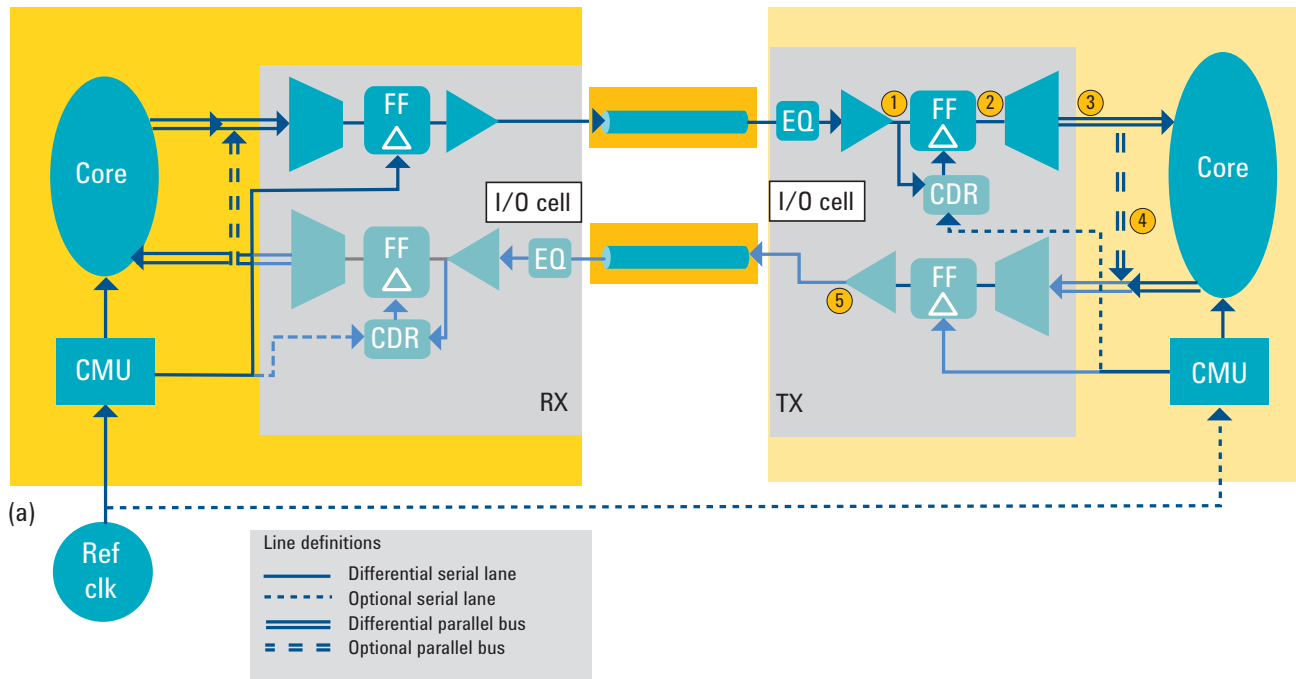 Core
FF
I/O cell
FF
CDR
EQ
CMU
RX
EQ
1
FF
2
3
CDR
I/O cell
4
Core
FF
5
TX
CMU
(a)
Ref
clk
Line definitions
Differential serial lane
Optional serial lane
Differential parallel bus
Optional parallel bus